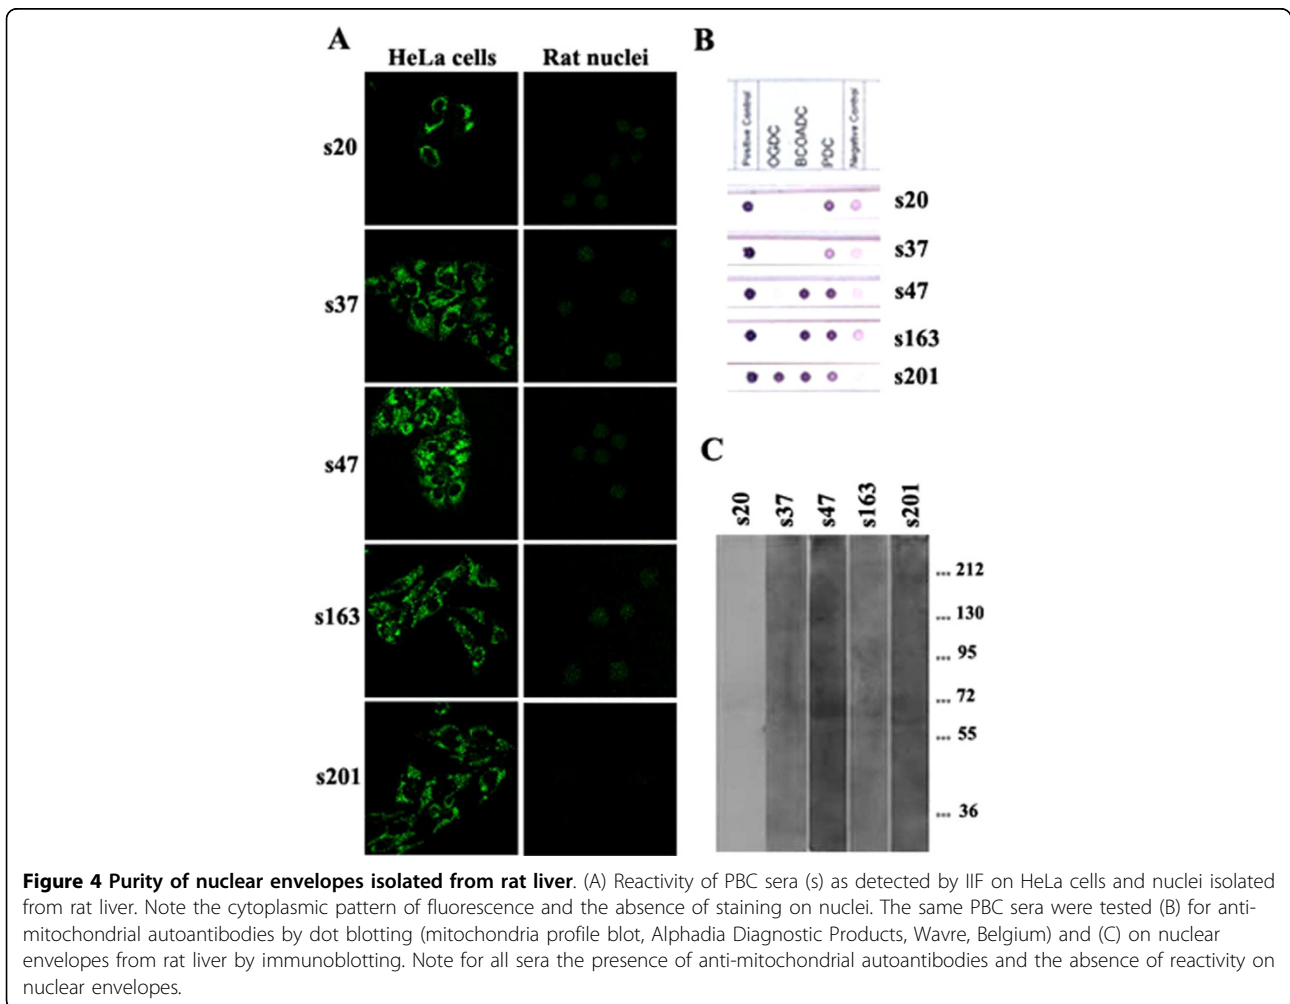 A
HeLa cells
Rat nuclei
s20
s37
s47
s163
s201
B
Positive Control
OGDC
BCOADC
PDC
Negative Control
s20
s37
s47
s163
s201
C
s20
s37
s47
s163
s201
... 212
... 130
... 95
... 72
... 55
... 36
Figure 4 Purity of nuclear envelopes isolated from rat liver. (A) Reactivity of PBC sera (s) as detected by IIF on HeLa cells and nuclei isolated
from rat liver. Note the cytoplasmic pattern of fluorescence and the absence of staining on nuclei. The same PBC sera were tested (B) for anti-
mitochondrial autoantibodies by dot blotting (mitochondria profile blot, Alphadia Diagnostic Products, Wavre, Belgium) and (C) on nuclear
envelopes from rat liver by immunoblotting. Note for all sera the presence of anti-mitochondrial autoantibodies and the absence of reactivity on
nuclear envelopes.